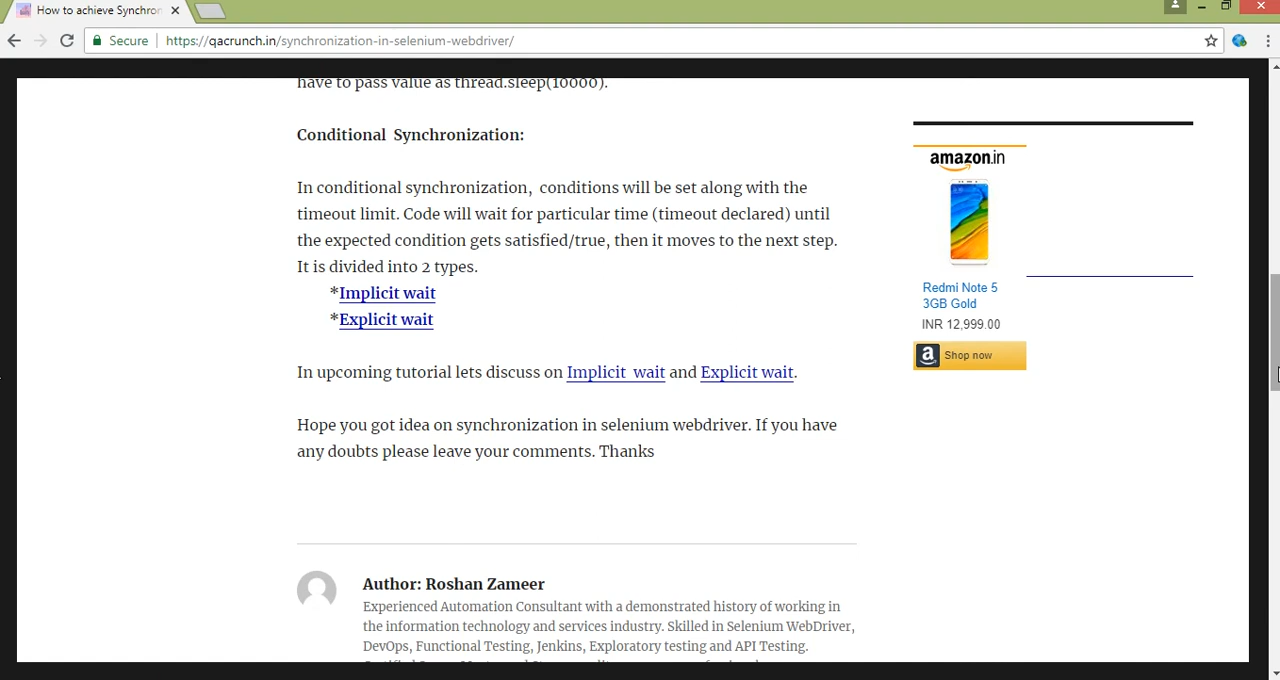 How to achieve Synchron
Secure
https://qacrunch.in/synchronization-in-selenium-webdriver/
have to pass value as thread.sleep(10000).
Conditional  Synchronization:
In conditional synchronization,  conditions will be set along with the
timeout limit. Code will wait for particular time (timeout declared) until
the expected condition gets satisfied/true, then it moves to the next step.
It is divided into 2 types.
*Implicit wait
*Explicit wait
In upcoming tutorial lets discuss on Implicit  wait and Explicit wait.
Hope you got idea on synchronization in selenium webdriver. If you have
any doubts please leave your comments. Thanks
Author: Roshan Zameer
Experienced Automation Consultant with a demonstrated history of working in
the information technology and services industry. Skilled in Selenium WebDriver,
DevOps, Functional Testing, Jenkins, Exploratory testing and API Testing.
amazon.in
Redmi Note 5
3GB Gold
INR 12,999.00
a Shop now